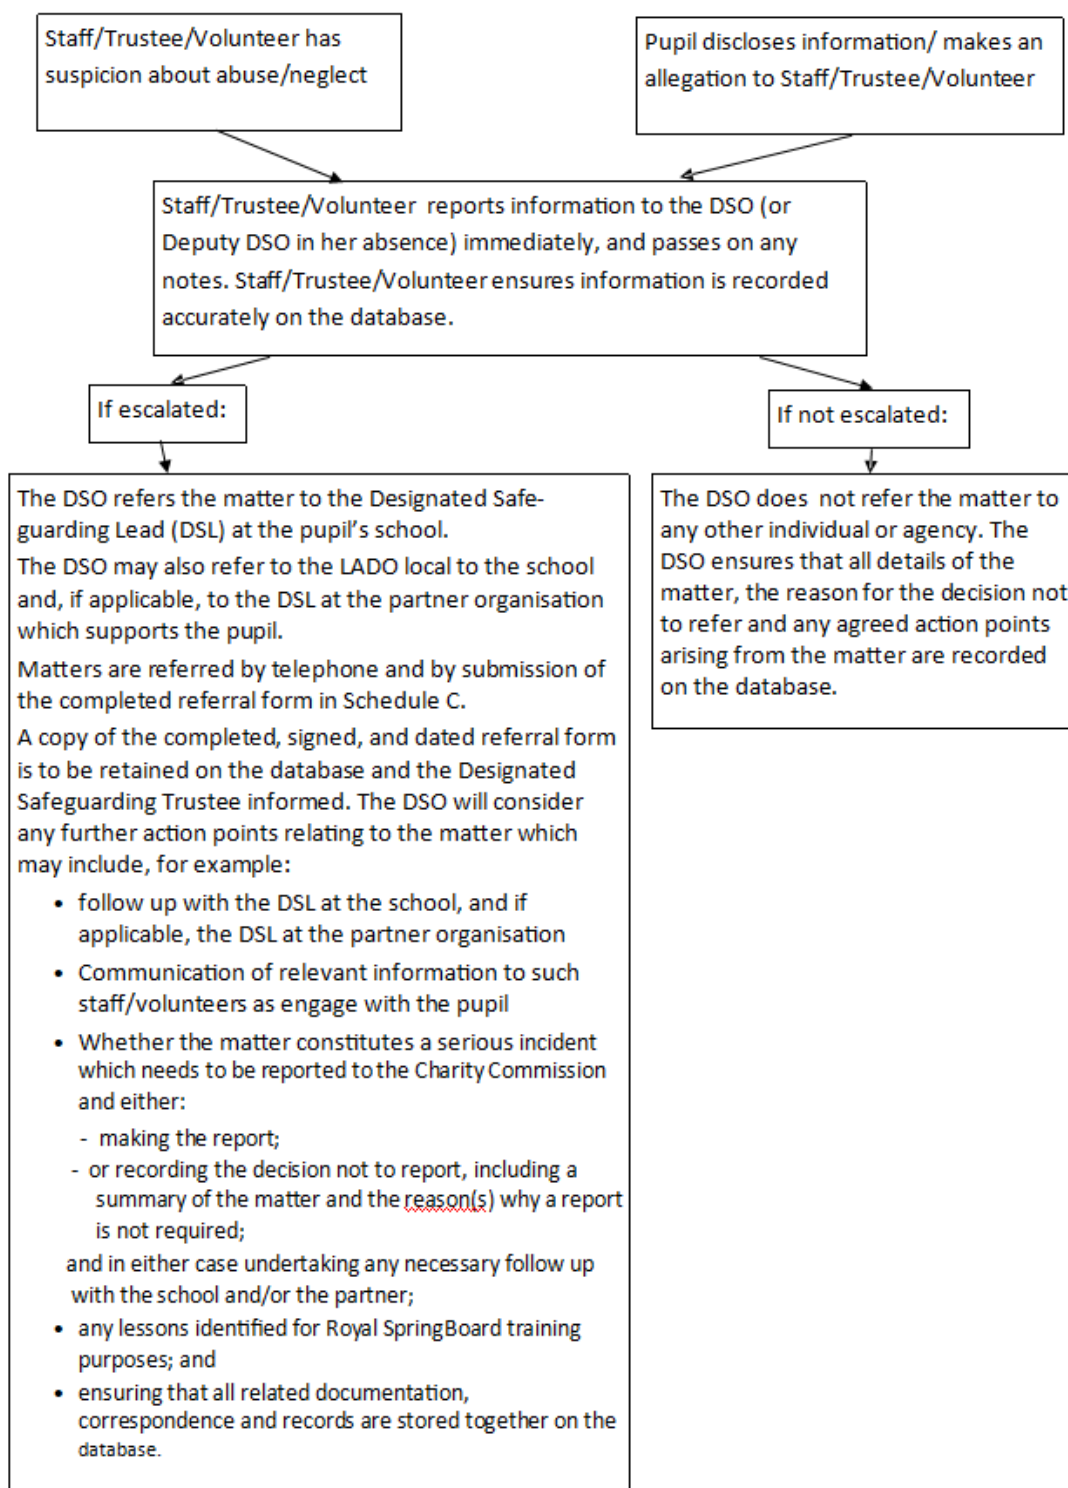 Staff/Trustee/Volunteer has
suspicion about abuse/neglect
Pupil discloses information/ makes an
allegation to Staff/Trustee/Volunteer
Staff/Trustee/Volunteer reports information to the DSO (or
Deputy DSO in her absence) immediately, and passes on any
notes. Staff/Trustee/Volunteer ensures information is recorded
accurately on the database.
If escalated:
If not escalated:
The DSO refers the matter to the Designated Safe-
guarding Lead (DSL) at the pupil's school.
The DSO may also refer to the LADO local to the school
and, if applicable, to the DSL at the partner organisation
which supports the pupil.
Matters are referred by telephone and by submission of
the completed referral form in Schedule C.
A copy of the completed, signed, and dated referral form
is to be retained on the database and the Designated
Safeguarding Trustee informed. The DSO will consider
any further action points relating to the matter which
may include, for example:
• follow up with the DSL at the school, and if
applicable, the DSL at the partner organisation
• Communication of relevant information to such
staff/volunteers as engage with the pupil
• Whether the matter constitutes a serious incident
which needs to be reported to the Charity Commission
and either:
- making the report;
- or recording the decision not to report, including a
summary of the matter and the reason(s) why a report
is not required;
and in either case undertaking any necessary follow up
with the school and/or the partner;
• any lessons identified for Royal SpringBoard training
purposes; and
• ensuring that all related documentation,
correspondence and records are stored together on the
database.
The DSO does not refer the matter to
any other individual or agency. The
DSO ensures that all details of the
matter, the reason for the decision not
to refer and any agreed action points
arising from the matter are recorded
on the database.